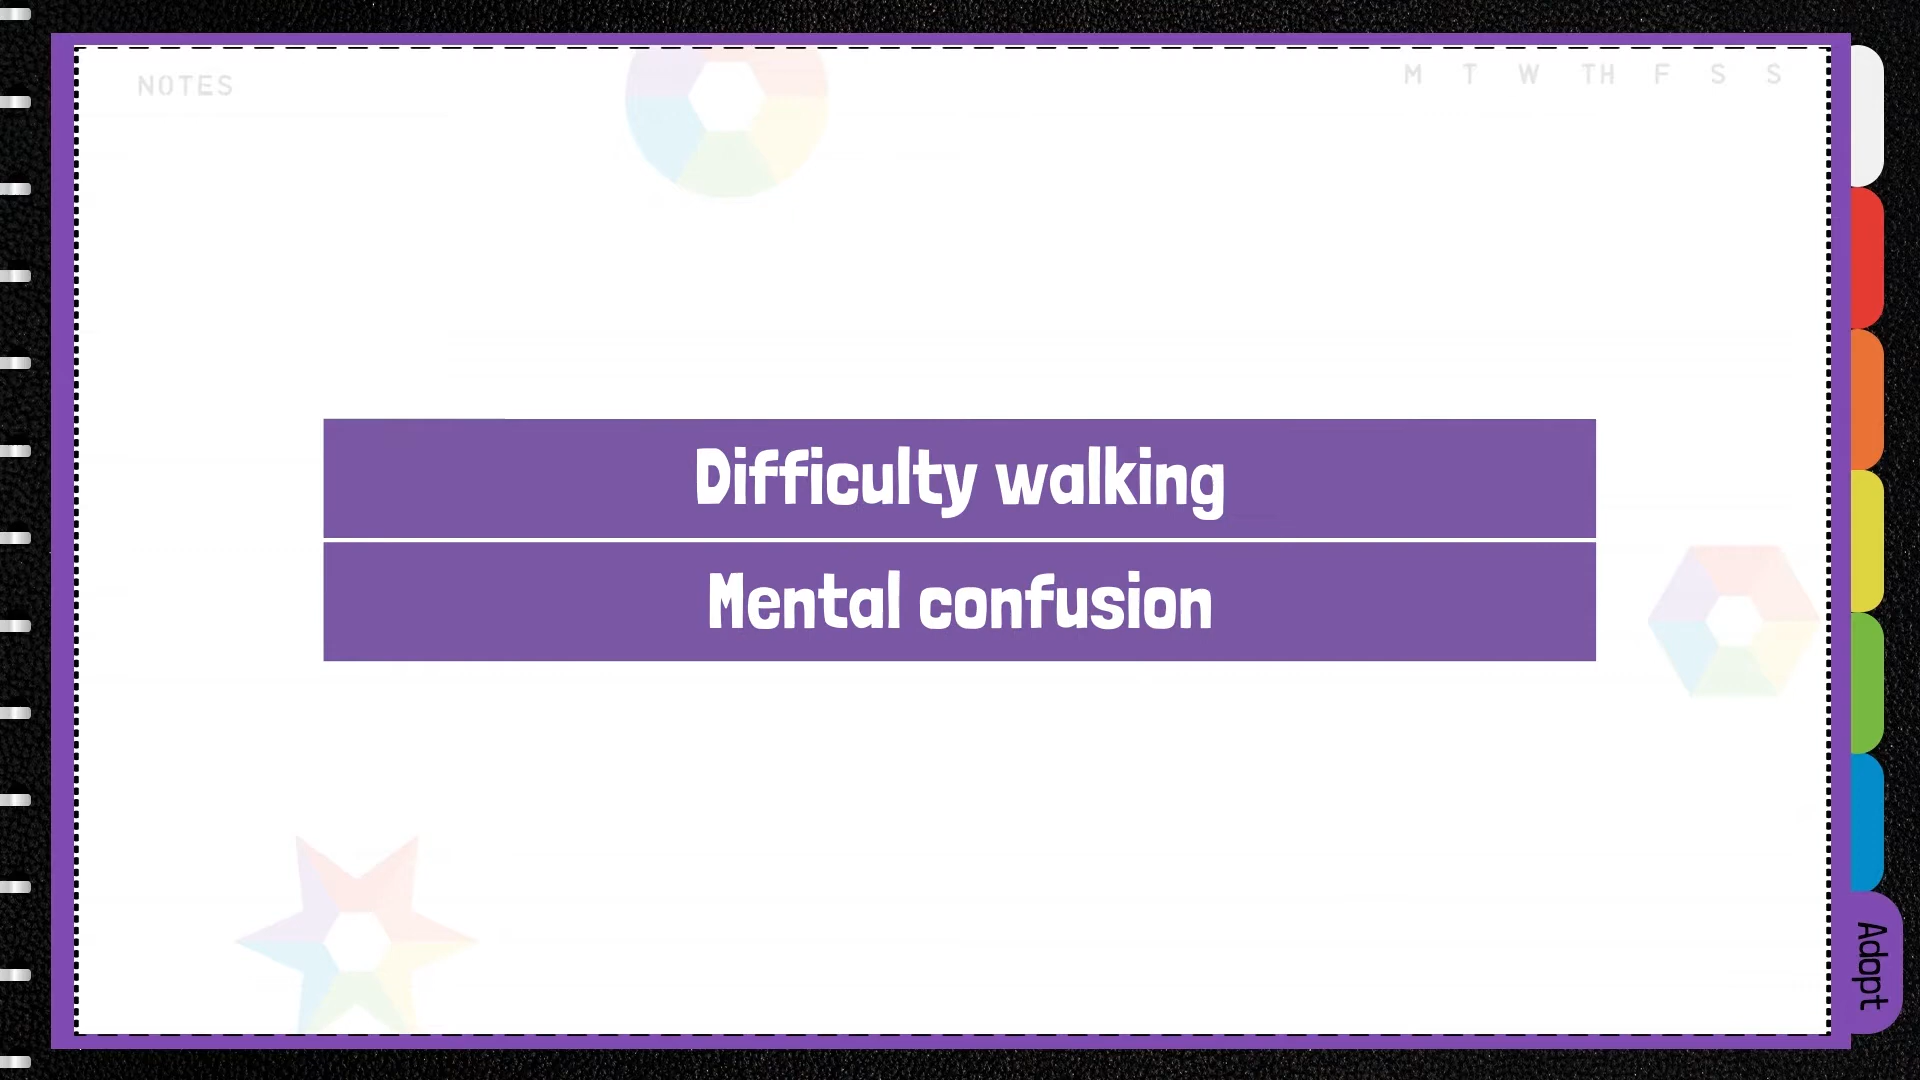 NOTES
M T W TH F S S
Difficulty walking
Mental confusion
Adopt